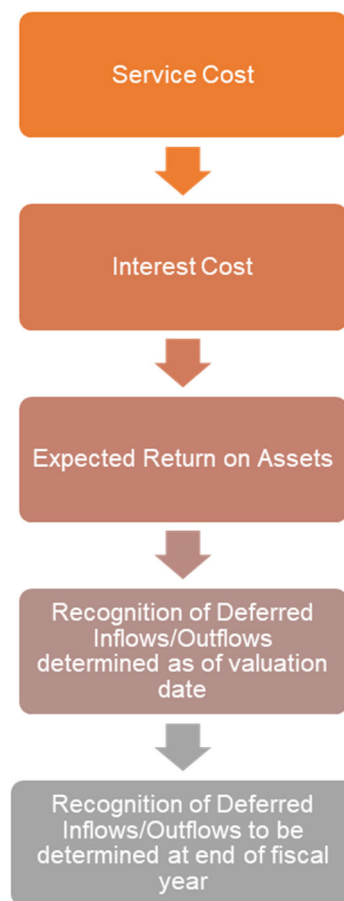 Service Cost
Interest Cost
Expected Return on Assets
Recognition of Deferred
Inflows/Outflows
determined as of valuation
date
Recognition of Deferred
Inflows/Outflows to be
determined at end of fiscal
year